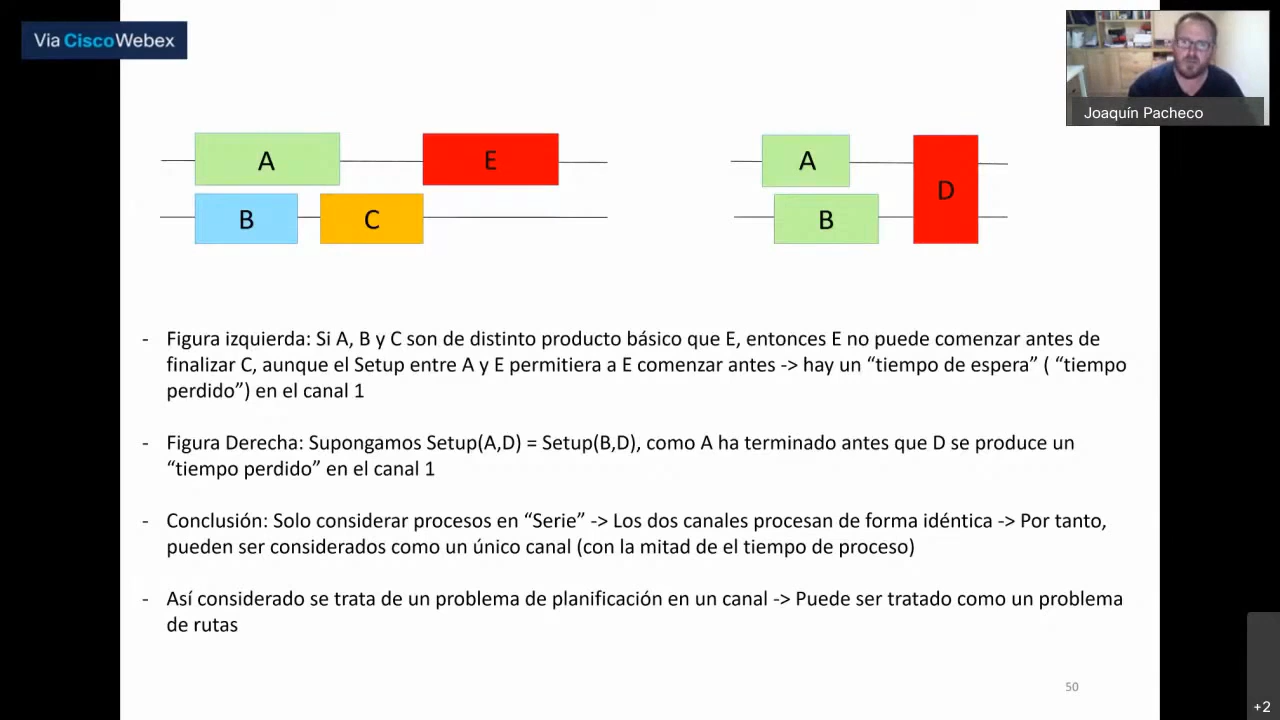 Via Cisco Webex
Joaquín Pacheco
A
E
B
C
A
B
D
- Figura izquierda: Si A, B y C son de distinto producto básico que E, entonces E no puede comenzar antes de
finalizar C, aunque el Setup entre A y E permitiera a E comenzar antes -> hay un “tiempo de espera” ( “tiempo
perdido”) en el canal 1
- Figura Derecha: Supongamos Setup(A,D) = Setup(B,D), como A ha terminado antes que D se produce un
“tiempo perdido” en el canal 1
- Conclusión: Solo considerar procesos en “Serie” -> Los dos canales procesan de forma idéntica -> Por tanto,
pueden ser considerados como un único canal (con la mitad de el tiempo de proceso)
- Así considerado se trata de un problema de planificación en un canal -> Puede ser tratado como un problema
de rutas
50
+2